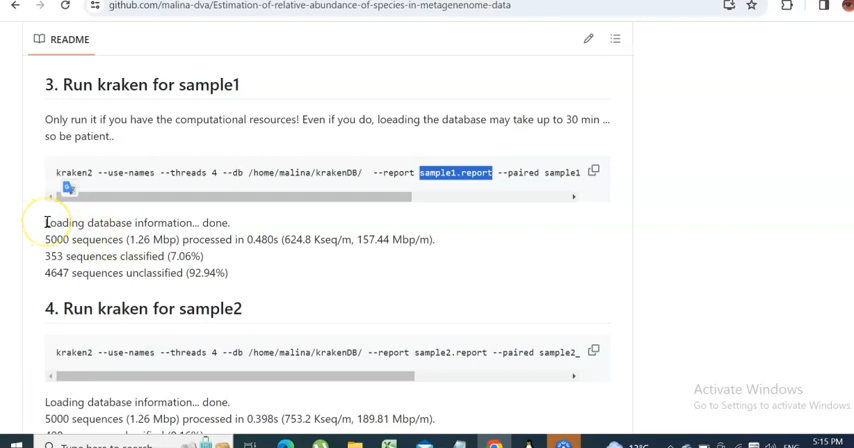 github.com/malina-dva/Estimation-of-relative-abundance-of-species-in-metagenenome-data
README
3. Run kraken for sample1
Only run it if you have the computational resources! Even if you do, loeading the database may take up to 30 min ...
so be patient..
kraken2 --use-names --threads 4 --db /home/malina/krakenDB/ --report sample1.report --paired sample1
Loading database information... done.
5000 sequences (1.26 Mbp) processed in 0.480s (624.8 Kseq/m, 157.44 Mbp/m).
353 sequences classified (7.06%)
4647 sequences unclassified (92.94%)
4. Run kraken for sample2
kraken2 --use-names --threads 4 --db /home/malina/krakenDB/ --report sample2.report --paired sample2_
Loading database information... done.
5000 sequences (1.26 Mbp) processed in 0.398s (753.2 Kseq/m, 189.81 Mbp/m).
Activate Windows
Go to Settings to activate Windows.
Type here to search
ENG
5:15 PM